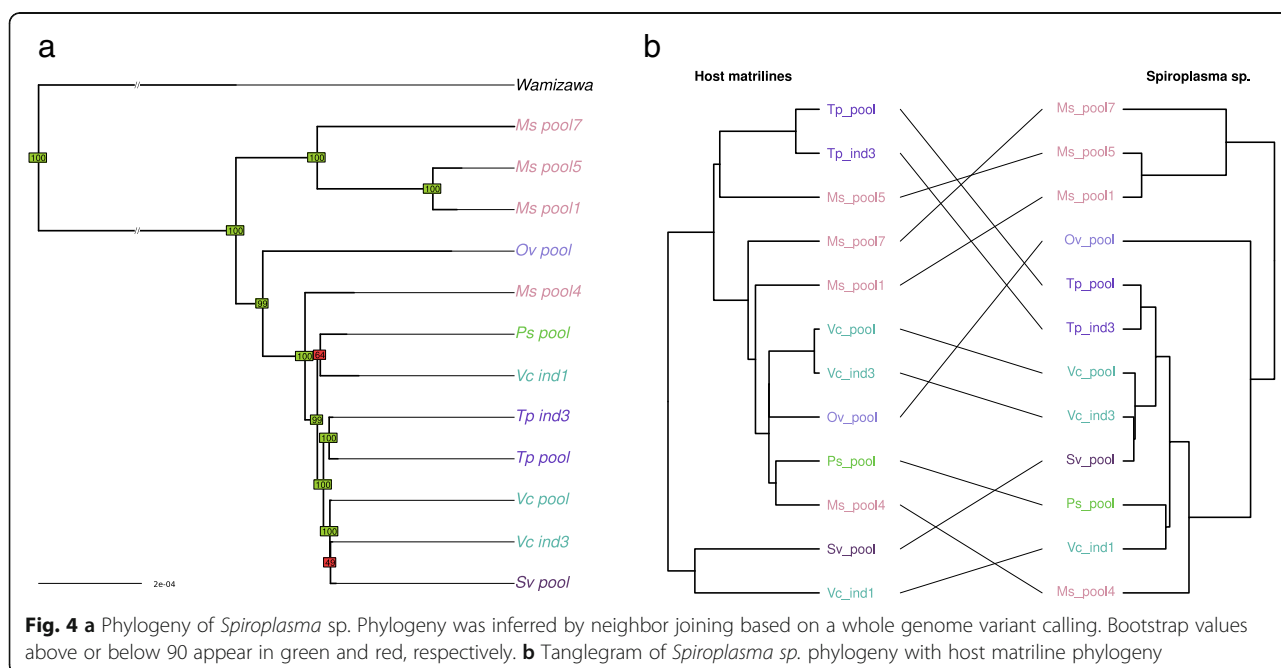 a
Wamizawa
Ms pool7
Ms pool5
Ms pool1
Ov pool
Ms pool4
Ps pool
Vc ind1
Tp ind3
Tp pool
Vc pool
Vc ind3
Sv pool
100
100
100
100
99
100
64
99
100
100
100
49
2e-04
b
Host matrilines
Spiroplasma sp.
Tp_pool
Tp_ind3
Ms_pool5
Ms_pool7
Ms_pool1
Vc_pool
Vc_ind3
Ov_pool
Ps_pool
Ms_pool4
Sv_pool
Vc_ind1
Ms_pool7
Ms_pool5
Ms_pool1
Ov_pool
Tp_pool
Tp_ind3
Vc_pool
Vc_ind3
Sv_pool
Ps_pool
Vc_ind1
Ms_pool4
Fig. 4 a Phylogeny of Spiroplasma sp. Phylogeny was inferred by neighbor joining based on a whole genome variant calling. Bootstrap values
above or below 90 appear in green and red, respectively. b Tanglegram of Spiroplasma sp. phylogeny with host matriline phylogeny